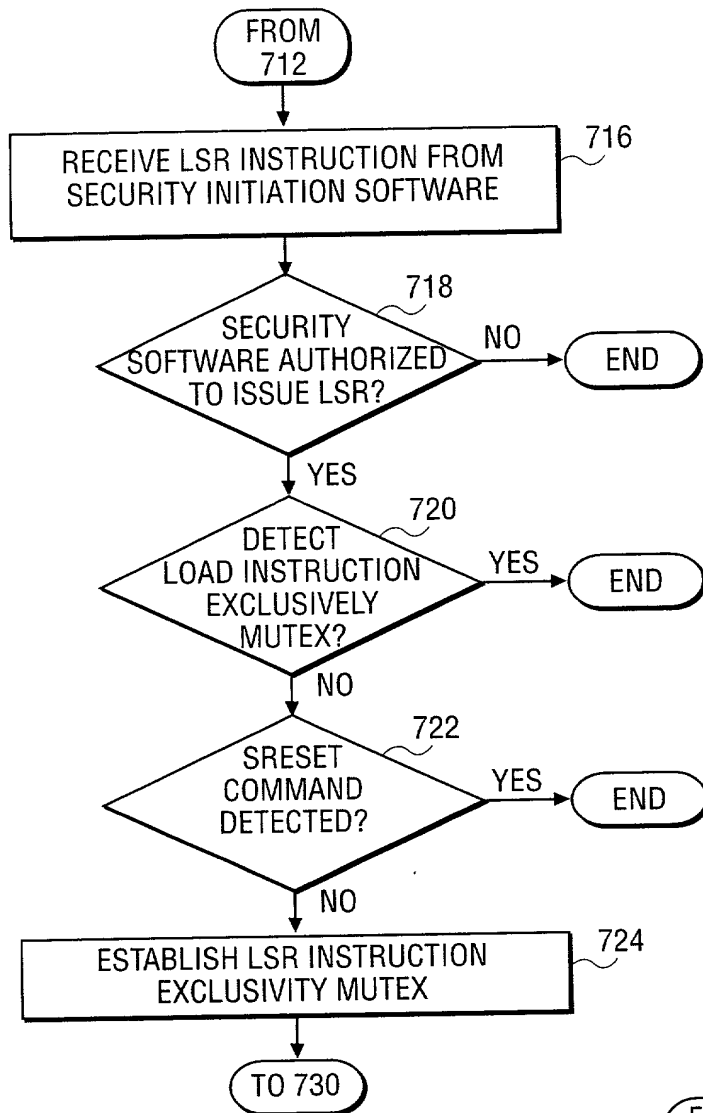 FROM
712
RECEIVE LSR INSTRUCTION FROM
SECURITY INITIATION SOFTWARE
716
718
SECURITY
SOFTWARE AUTHORIZED
TO ISSUE LSR?
NO
END
YES
720
DETECT
LOAD INSTRUCTION
EXCLUSIVELY
MUTEX?
YES
END
NO
722
SRESET
COMMAND
DETECTED?
YES
END
NO
ESTABLISH LSR INSTRUCTION
EXCLUSIVITY MUTEX
724
TO 730